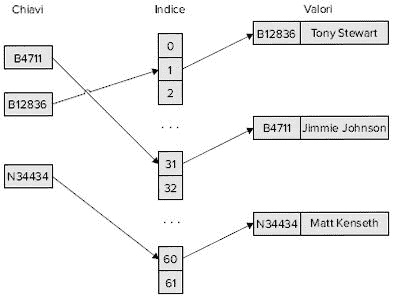 Chiavi Indice Valori
0
B12836 Tony Stewart
B4711
1
B12836
2
. . .
B4711 Jimmie Johnson
31
N34434
32
. . .
N34434 Matt Kenseth
60
61